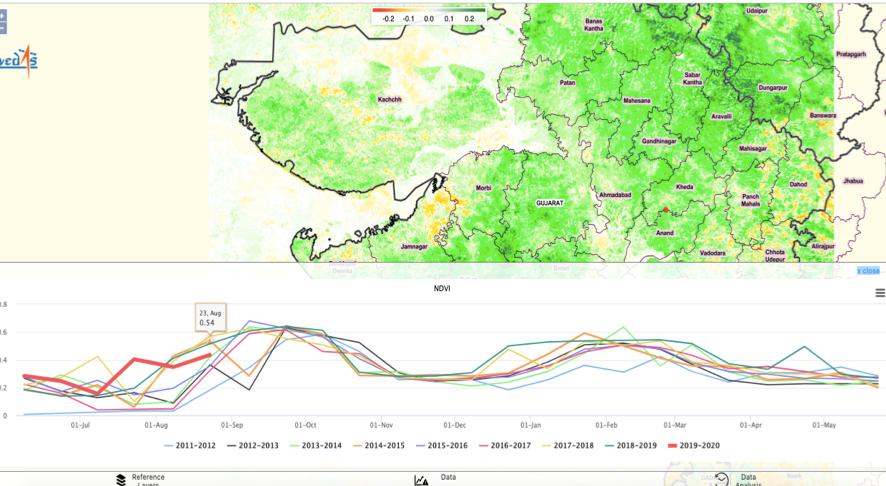 +
−
-0.2 -0.1 0.0 0.1 0.2
Banas
Kantha
Udaipur
Pratapgarh
Sabar
Kantha
Patan
Dungarpur
Kachchh
Mahesana
Aravalli
Banswara
Gandhinagar
Mahisagar
Morbi
Kheda
Dahod
Jhabua
GUJARAT
Ahmadabad
Panch
Mahals
Anand
Jamnagar
Vadodara
Chhota
Udepur
Alirajpur
x close
NDVI
23, Aug
0.54
0.8
0.6
0.4
0.2
0
01-Jul 01-Aug 01-Sep 01-Oct 01-Nov 01-Dec 01-Jan 01-Feb 01-Mar 01-Apr 01-May
2011-2012 2012-2013 2013-2014 2014-2015 2015-2016 2016-2017 2017-2018 2018-2019 2019-2020
Reference
Layers
Data
Data
Analysis